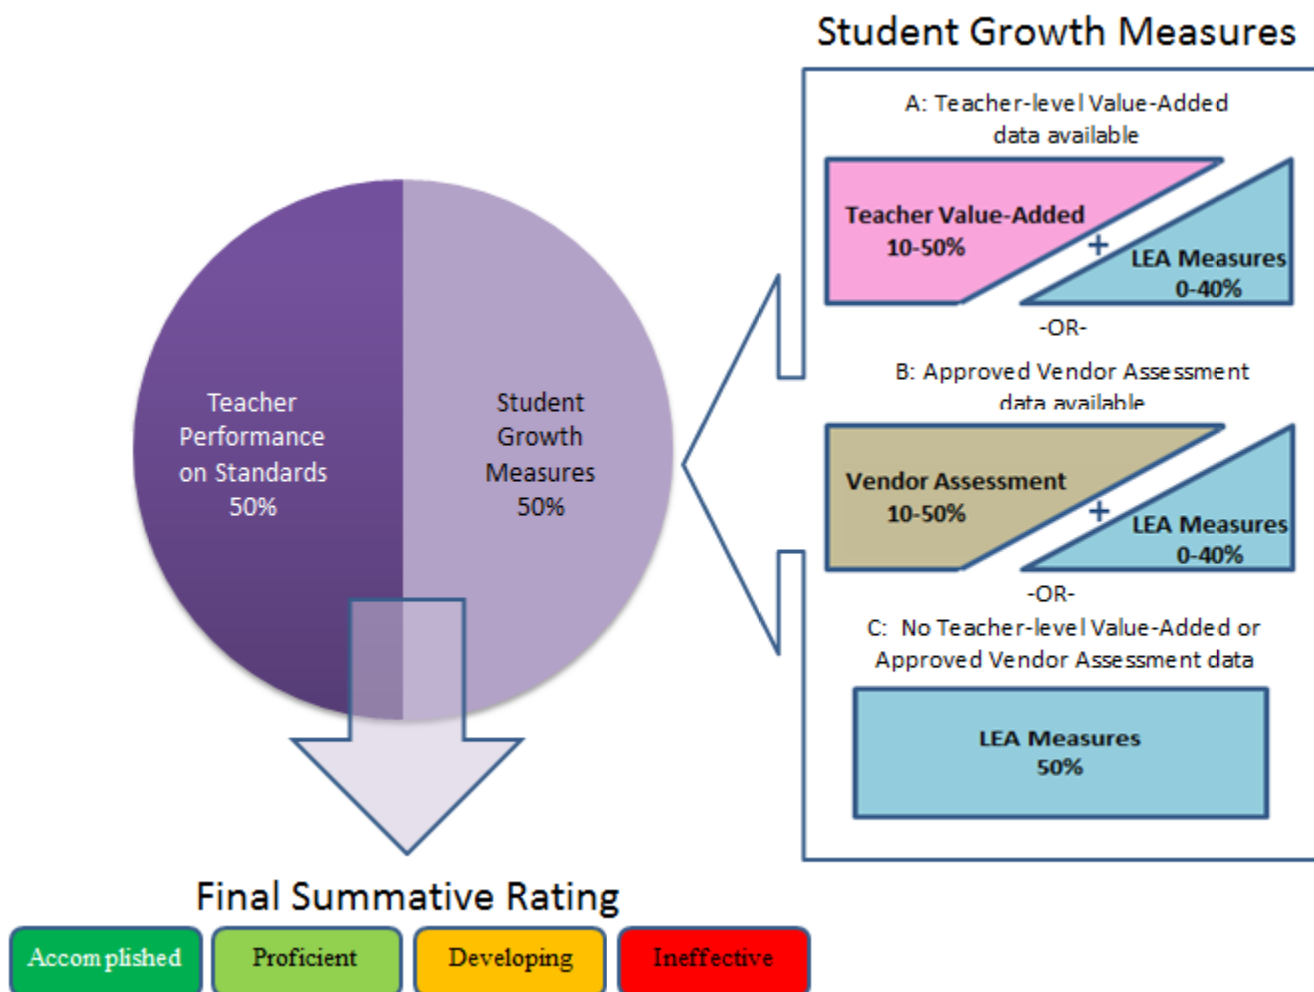 Student Growth Measures
A: Teacher-level Value-Added
data available
Teacher Value-Added
10-50%
+
LEA Measures
0-40%
-OR-
B: Approved Vendor Assessment
data available
Vendor Assessment
10-50%
+
LEA Measures
0-40%
-OR-
C: No Teacher-level Value-Added or
Approved Vendor Assessment data
LEA Measures
50%
Teacher
Performance
on Standards
50%
Student
Growth
Measures
50%
Final Summative Rating
Accomplished
Proficient
Developing
Ineffective